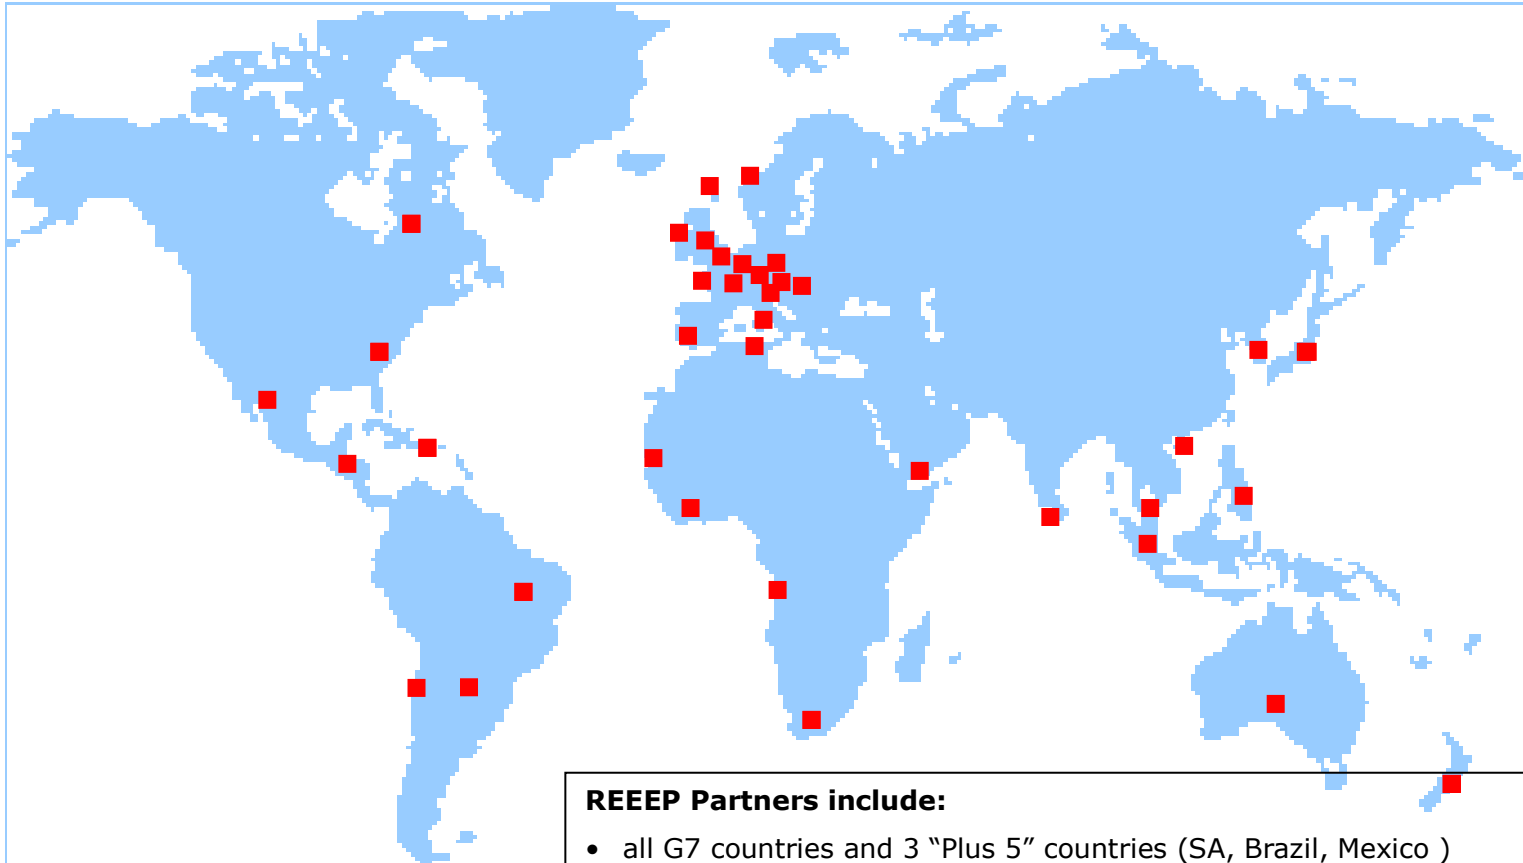 REEEP Partners include:
• all G7 countries and 3 “Plus 5” countries (SA, Brazil, Mexico )